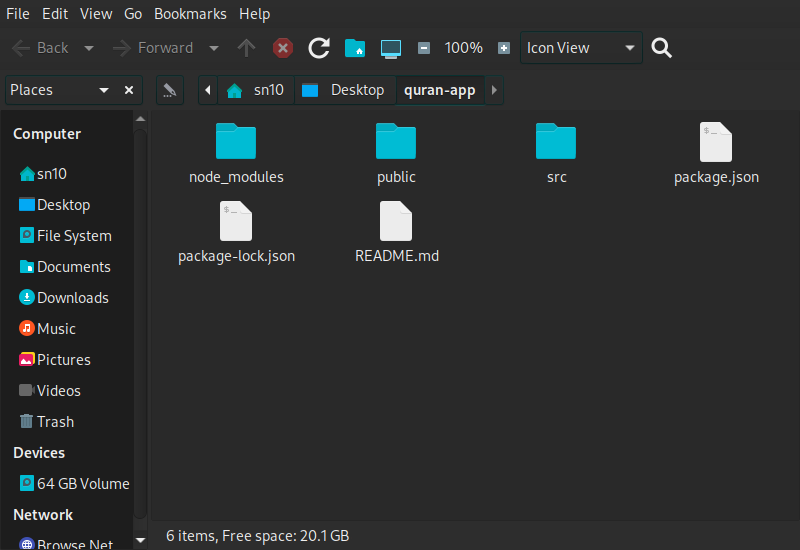 File Edit View Go Bookmarks Help
Back Forward 100% Icon View
Places sn10 Desktop quran-app
Computer
sn10
Desktop
File System
Documents
Downloads
Music
Pictures
Videos
Trash
Devices
64 GB Volume
Network
Browse Net
node_modules public src package.json
package-lock.json README.md
6 items, Free space: 20.1 GB